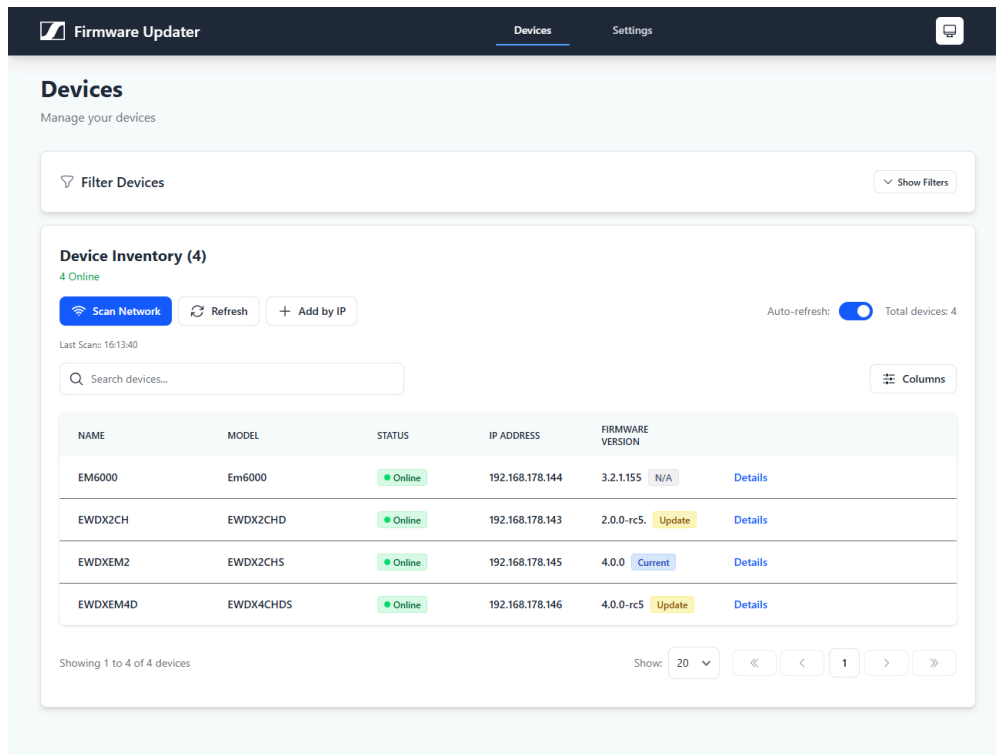 Firmware Updater
Devices
Settings
Devices
Manage your devices
Filter Devices
Show Filters
Device Inventory (4)
4 Online
Scan Network
Refresh
Add by IP
Auto-refresh:
Total devices: 4
Last Scan:: 16:13:40
Search devices...
Columns
NAME MODEL STATUS IP ADDRESS FIRMWARE VERSION
EM6000 Em6000 Online 192.168.178.144 3.2.1.155 N/A Details
EWDX2CH EWDX2CHD Online 192.168.178.143 2.0.0-rc5. Update Details
EWDXEM2 EWDX2CHS Online 192.168.178.145 4.0.0 Current Details
EWDXEM4D EWDX4CHDS Online 192.168.178.146 4.0.0-rc5 Update Details
Showing 1 to 4 of 4 devices
Show: 20
1